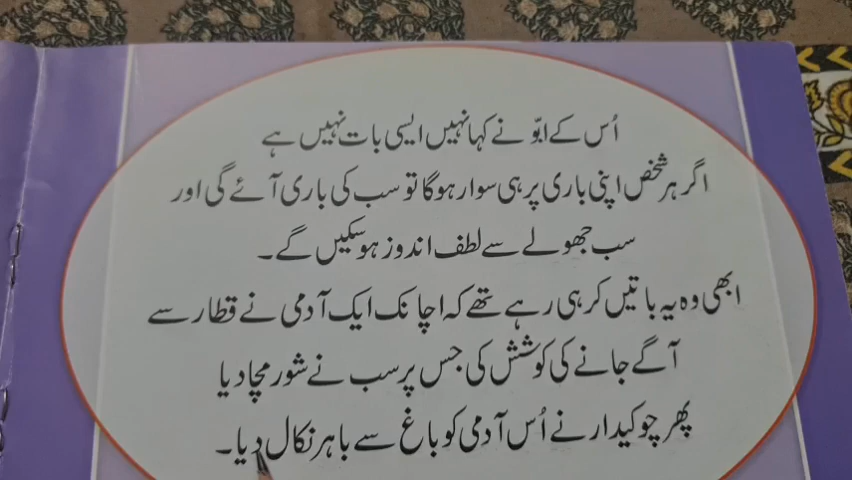 اُس کے ابوّ نے کہا نہیں ایسی بات نہیں ہے
اگر ہر شخص اپنی باری پر ہی سوار ہوگا تو سب کی باری آئے گی اور
سب جھولے سے لطف اندوز ہو سکیں گے۔
ابھی وہ یہ باتیں کر ہی رہے تھے کہ اچانک ایک آدمی نے قطار سے
آگے جانے کی کوشش کی جس پر سب نے شور مچا دیا
پھر چوکیدار نے اُس آدمی کو باغ سے باہر نکال دیا۔